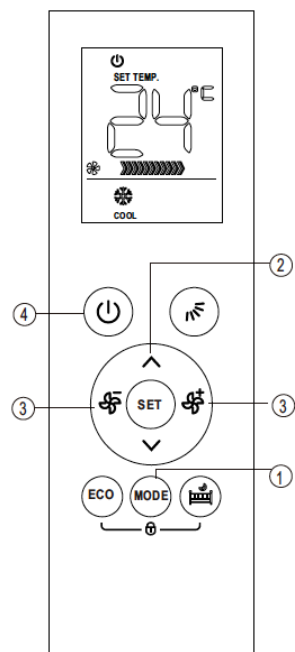 SET TEMP.
24°C
COOL
②
④
③ SET ③
①
ECO MODE